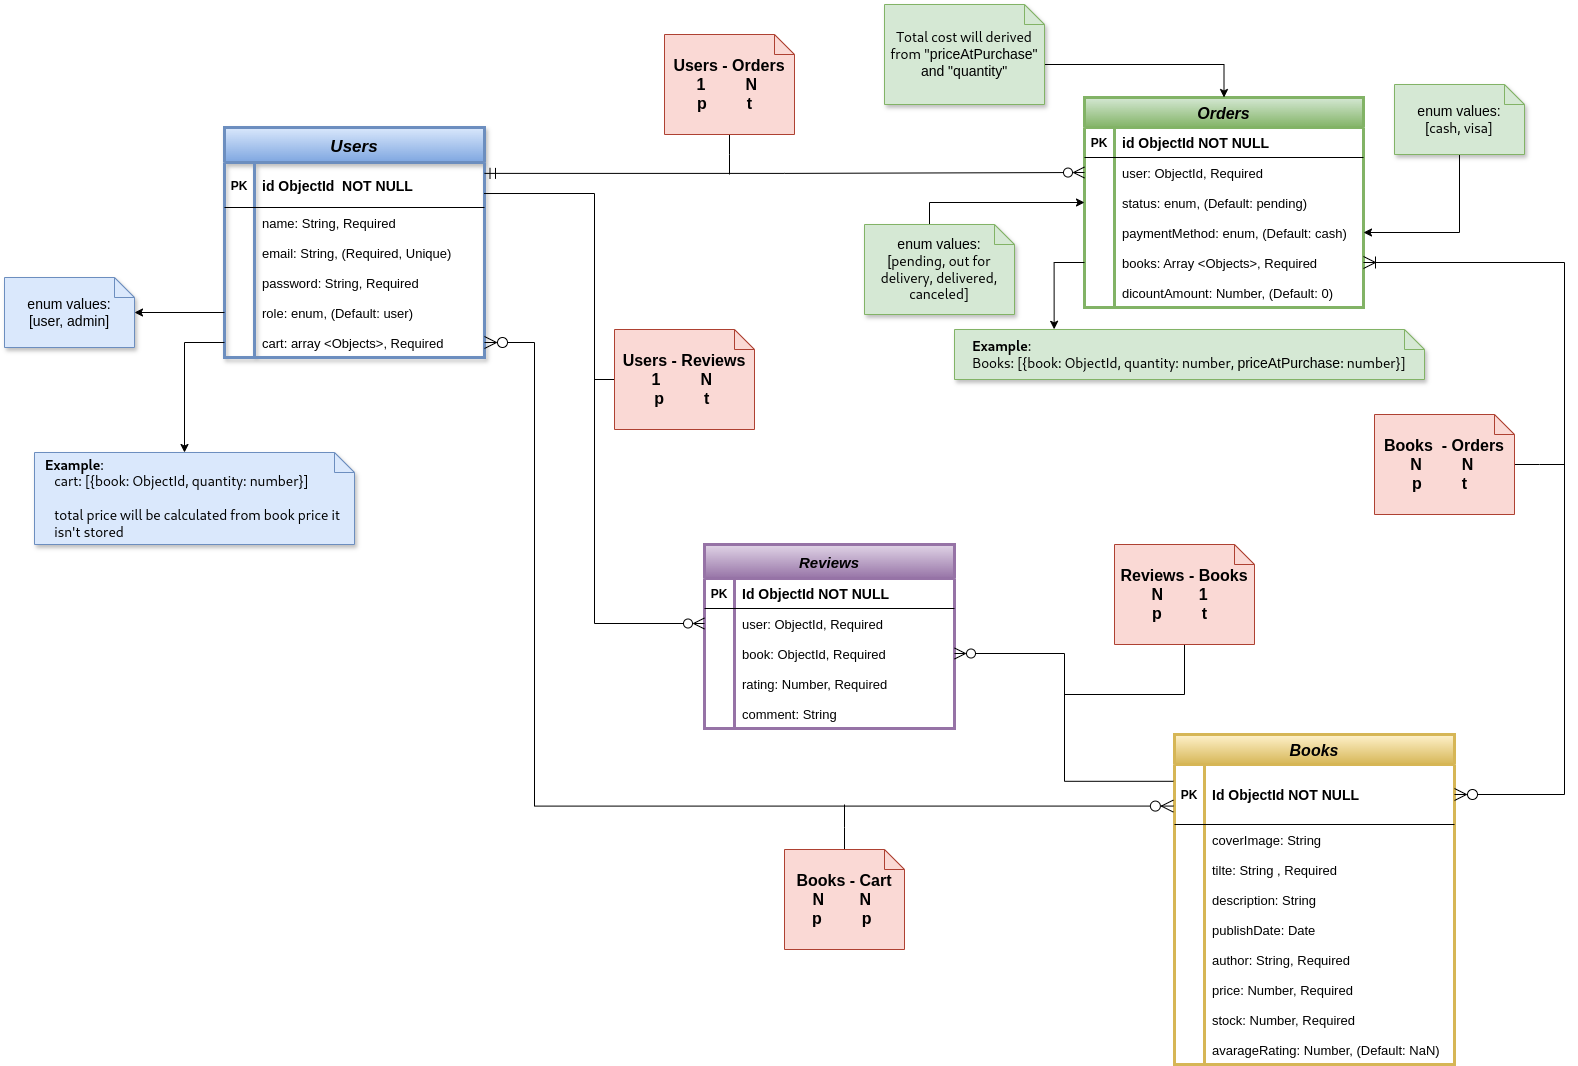 Total cost will derived
from "priceAtPurchase"
and "quantity"
Users - Orders
1 N
p t
enum values:
[cash, visa]
Orders
PK id ObjectId NOT NULL
user: ObjectId, Required
status: enum, (Default: pending)
paymentMethod: enum, (Default: cash)
books: Array <Objects>, Required
dicountAmount: Number, (Default: 0)
Users
PK id ObjectId NOT NULL
name: String, Required
email: String, (Required, Unique)
password: String, Required
role: enum, (Default: user)
cart: array <Objects>, Required
enum values:
[pending, out for
delivery, delivered,
canceled]
enum values:
[user, admin]
Example:
Books: [{book: ObjectId, quantity: number, priceAtPurchase: number}]
Users - Reviews
1 N
p t
Books - Orders
N N
p t
Example:
cart: [{book: ObjectId, quantity: number}]
total price will be calculated from book price it
isn't stored
Reviews
PK Id ObjectId NOT NULL
user: ObjectId, Required
book: ObjectId, Required
rating: Number, Required
comment: String
Reviews - Books
N 1
p t
Books
PK Id ObjectId NOT NULL
coverImage: String
tilte: String , Required
description: String
publishDate: Date
author: String, Required
price: Number, Required
stock: Number, Required
avarageRating: Number, (Default: NaN)
Books - Cart
N N
p p